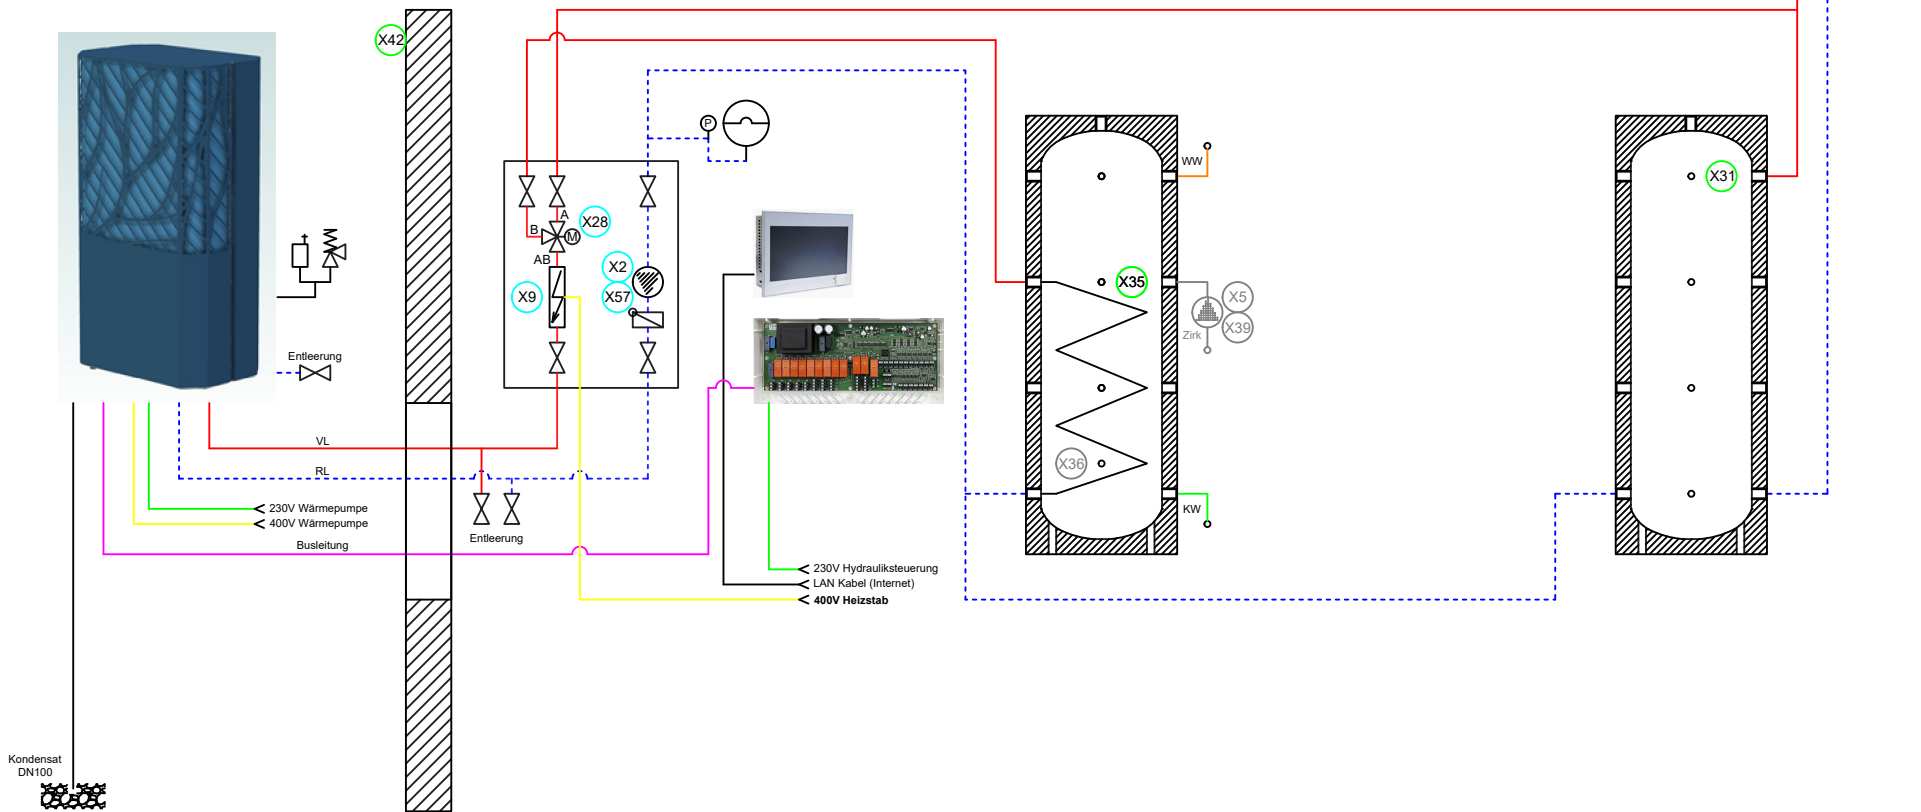 X42
P
WW
X31
A
X28
B
M
AB
X2
X9
X57
X35
X5
X39
Zirk
Entleerung
VL
RL
X36
230V Wärmepumpe
400V Wärmepumpe
KW
Entleerung
Busleitung
230V Hydrauliksteuerung
LAN Kabel (Internet)
400V Heizstab
Kondensat
DN100